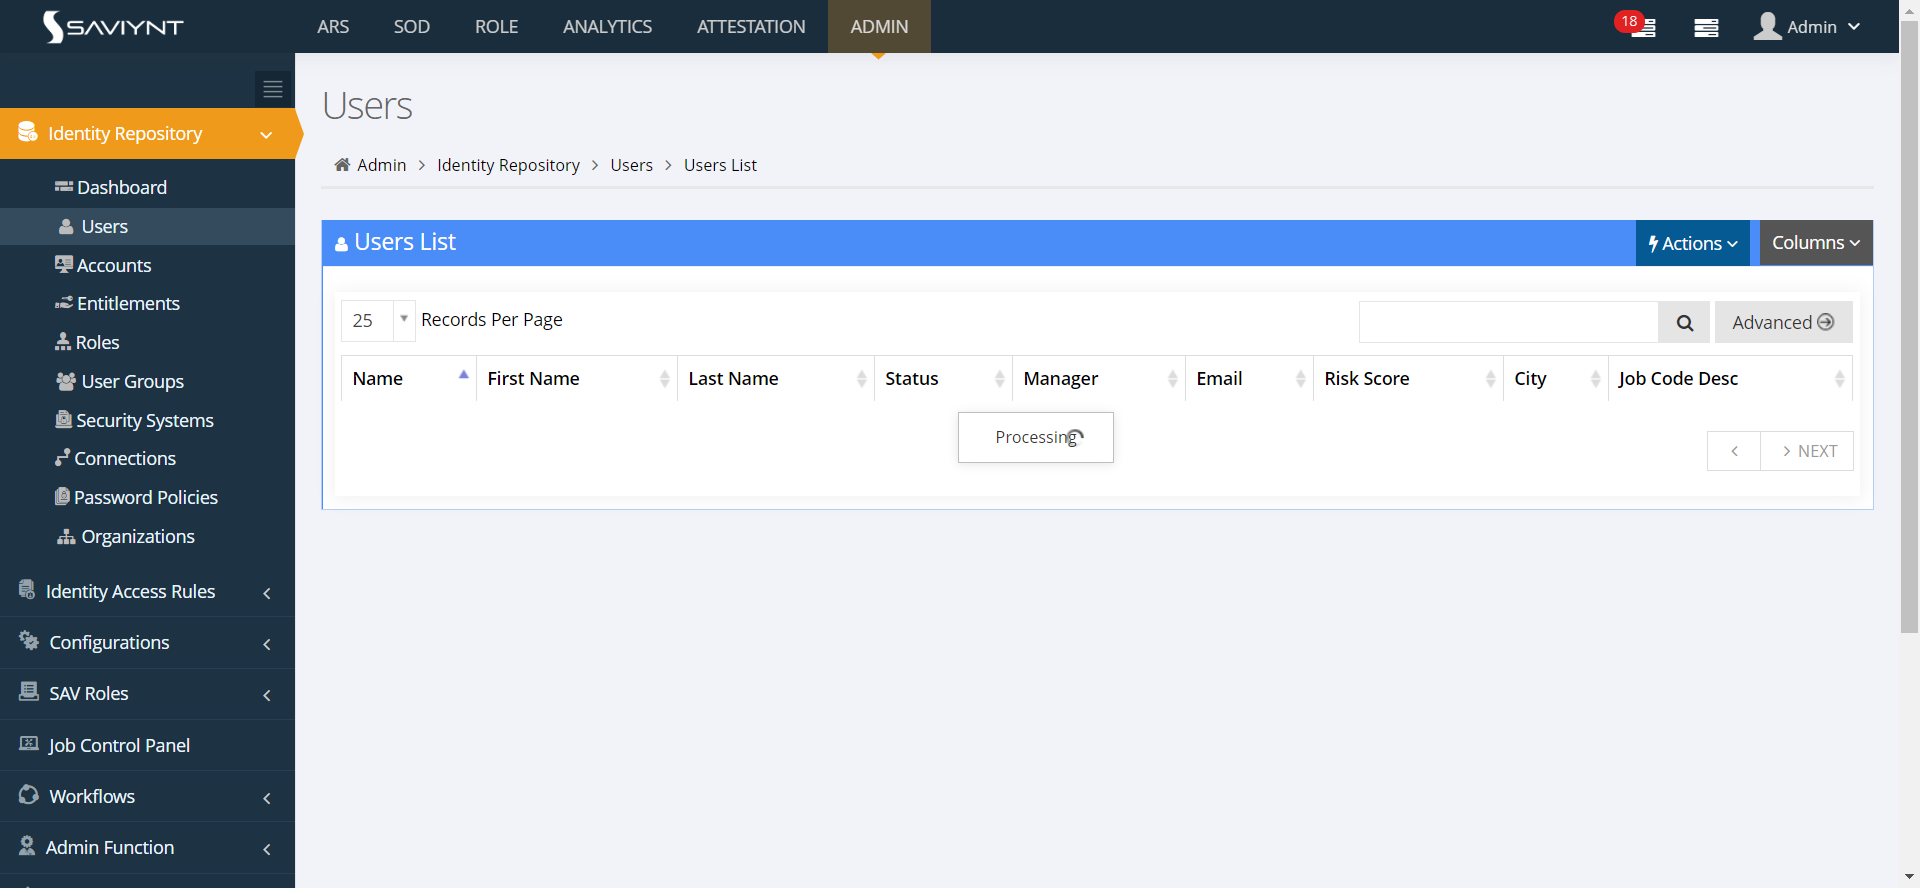 SAVIYNT
ARS SOD ROLE ANALYTICS ATTESTATION ADMIN
18
Admin
Identity Repository
Dashboard
Users
Accounts
Entitlements
Roles
User Groups
Security Systems
Connections
Password Policies
Organizations
Identity Access Rules
Configurations
SAV Roles
Job Control Panel
Workflows
Admin Function
Users
Admin > Identity Repository > Users > Users List
Users List
Actions
Columns
25 Records Per Page
Advanced
Name First Name Last Name Status Manager Email Risk Score City Job Code Desc
Processing
< > NEXT